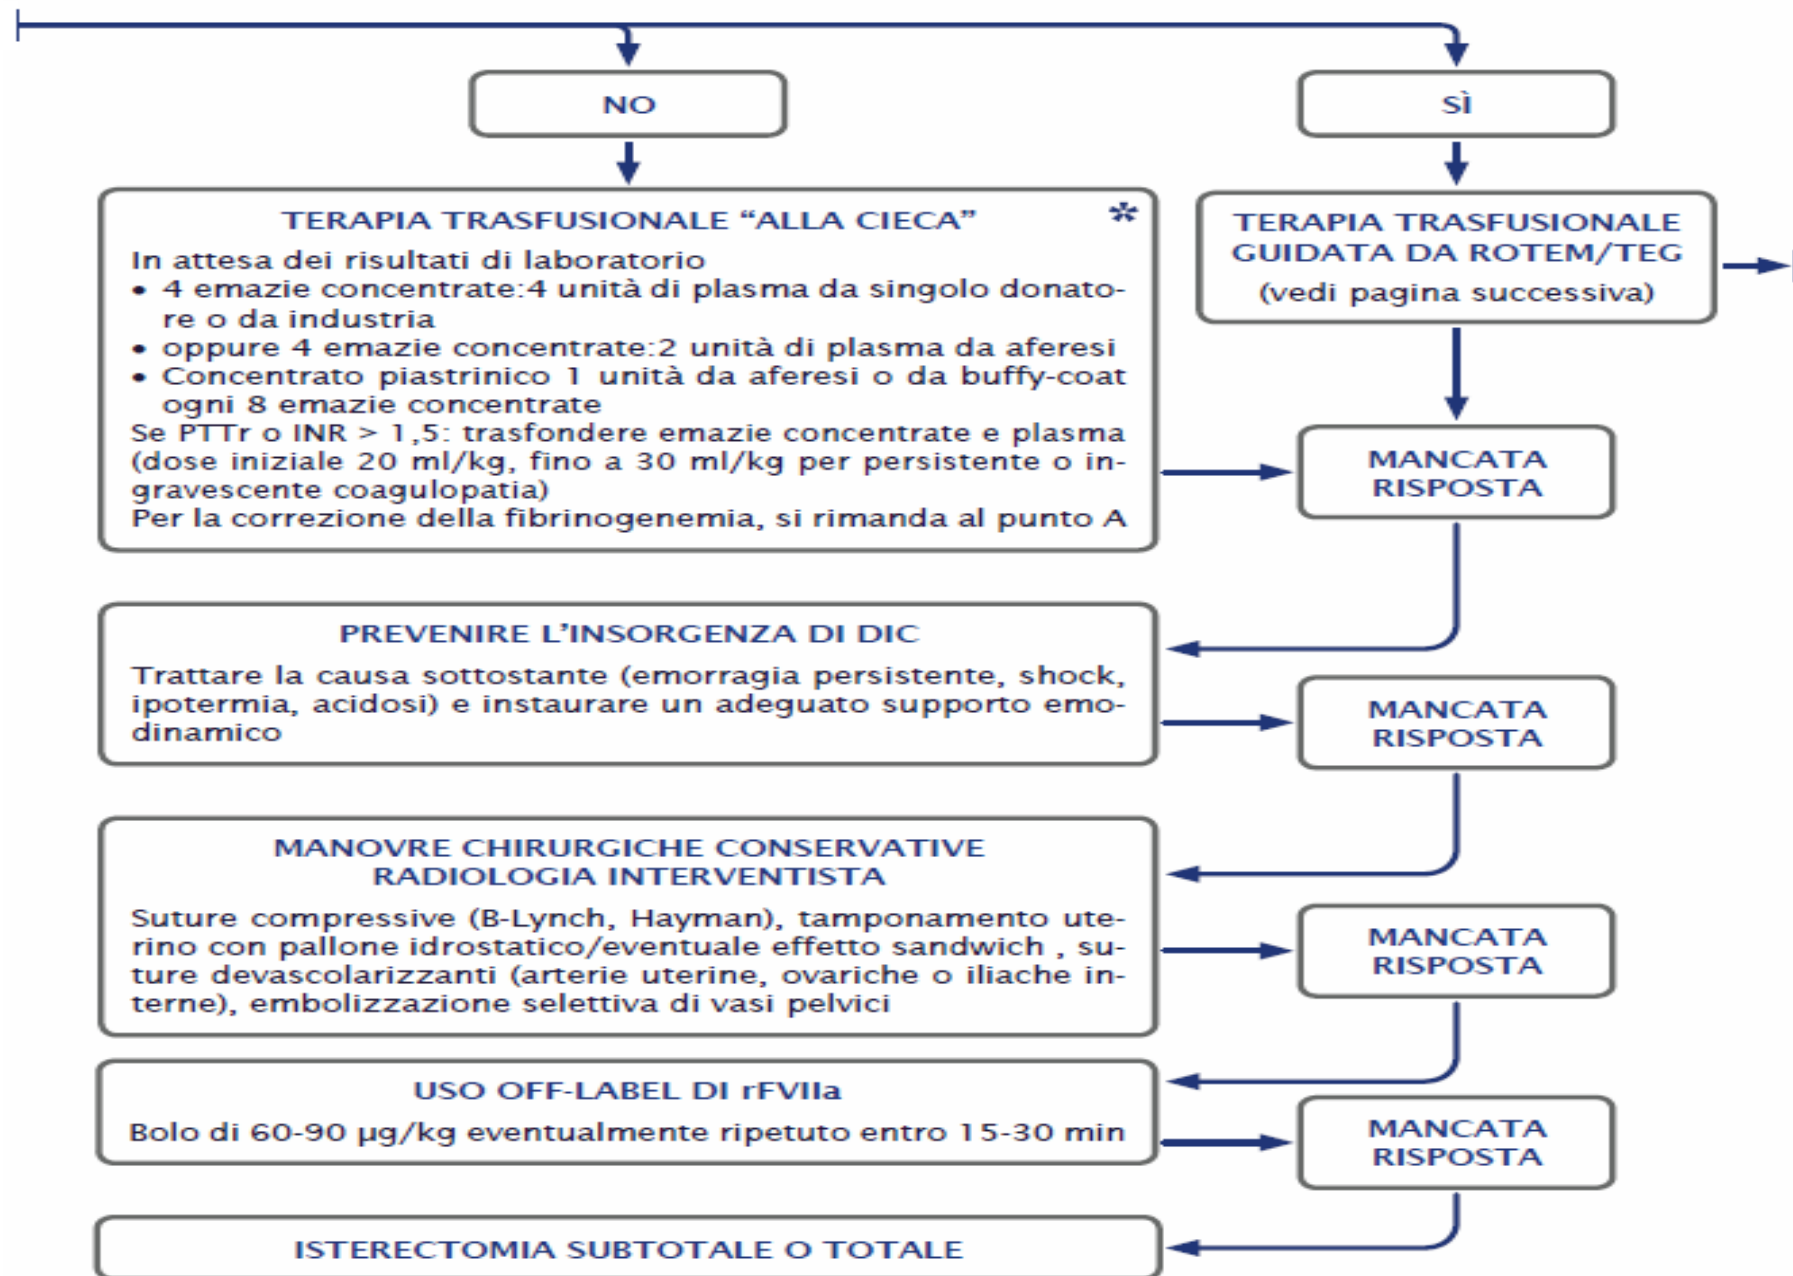 NO
SÌ
TERAPIA TRASFUSIONALE “ALLA CIECA” *
In attesa dei risultati di laboratorio
• 4 emazie concentrate:4 unità di plasma da singolo donato-
re o da industria
• oppure 4 emazie concentrate:2 unità di plasma da aferesi
• Concentrato piastrinico 1 unità da aferesi o da buffy-coat
ogni 8 emazie concentrate
Se PTTr o INR > 1,5: trasfondere emazie concentrate e plasma
(dose iniziale 20 ml/kg, fino a 30 ml/kg per persistente o in-
gravescente coagulopatia)
Per la correzione della fibrinogenemia, si rimanda al punto A
TERAPIA TRASFUSIONALE
GUIDATA DA ROTEM/TEG
(vedi pagina successiva)
MANCATA
RISPOSTA
PREVENIRE L’INSORGENZA DI DIC
Trattare la causa sottostante (emorragia persistente, shock,
ipotermia, acidosi) e instaurare un adeguato supporto emo-
dinamico
MANCATA
RISPOSTA
MANOVRE CHIRURGICHE CONSERVATIVE
RADIOLOGIA INTERVENTISTA
Suture compressive (B-Lynch, Hayman), tamponamento ute-
rino con pallone idrostatico/eventuale effetto sandwich , su-
ture devascolarizzanti (arterie uterine, ovariche o iliache in-
terne), embolizzazione selettiva di vasi pelvici
MANCATA
RISPOSTA
USO OFF-LABEL DI rFVIIa
Bolo di 60-90 µg/kg eventualmente ripetuto entro 15-30 min
MANCATA
RISPOSTA
ISTERECTOMIA SUBTOTALE O TOTALE